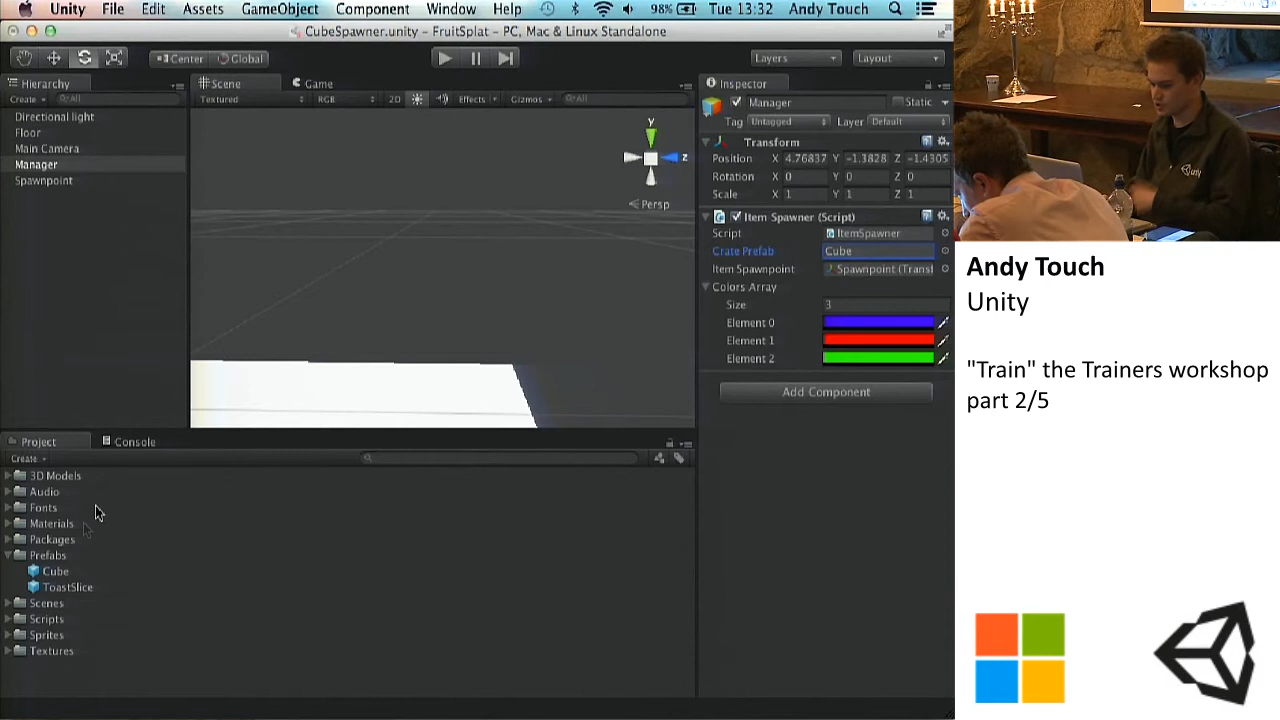 Unity File Edit Assets GameObject Component Window Help 98% Tue 13:32 Andy Touch
CubeSpawner.unity - FruitSplat - PC, Mac & Linux Standalone
Center Global Layers Layout
Hierarchy
Create All
Directional light
Floor
Main Camera
Manager
Spawnpoint
Scene Game
Textured RGB 2D Effects Gizmos All
y
z
Persp
Inspector
Manager Static
Tag Untagged Layer Default
Transform
Position X 4.76837 Y -1.3828 Z -1.4305
Rotation X 0 Y 0 Z 0
Scale X 1 Y 1 Z 1
Item Spawner (Script)
Script ItemSpawner
Crate Prefab Cube
Item Spawnpoint Spawnpoint (Transf
Colors Array
Size 3
Element 0
Element 1
Element 2
Add Component
Project Console
Create
3D Models
Audio
Fonts
Materials
Packages
Prefabs
Cube
ToastSlice
Scenes
Scripts
Sprites
Textures
unity
Andy Touch
Unity
"Train" the Trainers workshop
part 2/5